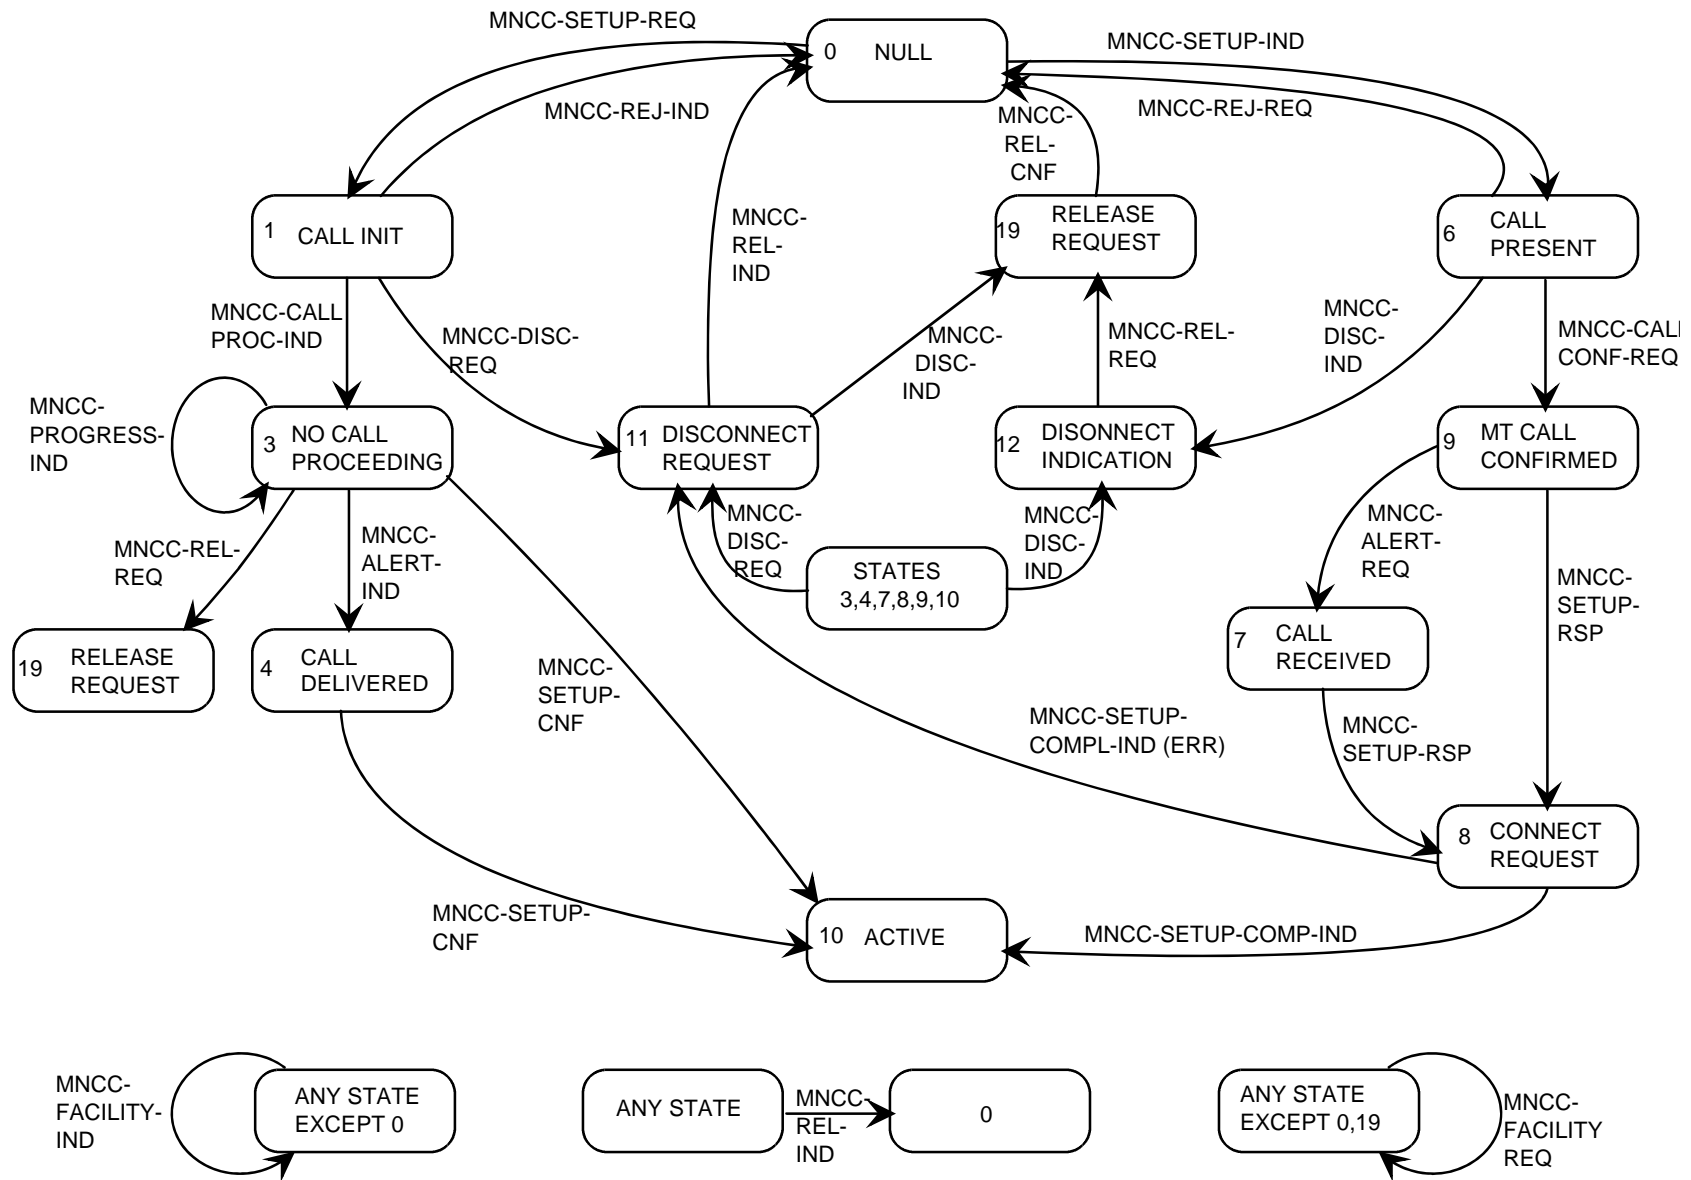 MNCC-SETUP-REQ
0 NULL
MNCC-SETUP-IND
MNCC-REJ-IND
MNCC-
REL-
CNF
MNCC-REJ-REQ
1 CALL INIT
MNCC-
REL-
IND
19 RELEASE
REQUEST
6 CALL
PRESENT
MNCC-CALL
PROC-IND
MNCC-DISC-
REQ
MNCC-
DISC-
IND
MNCC-REL-
REQ
MNCC-
DISC-
IND
MNCC-CALL
CONF-REQ
MNCC-
PROGRESS-
IND
3 NO CALL
PROCEEDING
11 DISCONNECT
REQUEST
12 DISONNECT
INDICATION
9 MT CALL
CONFIRMED
MNCC-REL-
REQ
MNCC-
ALERT-
IND
MNCC-
DISC-
REQ
STATES
3,4,7,8,9,10
MNCC-
DISC-
IND
MNCC-
ALERT-
REQ
MNCC-
SETUP-
RSP
19 RELEASE
REQUEST
4 CALL
DELIVERED
MNCC-
SETUP-
CNF
7 CALL
RECEIVED
MNCC-SETUP-
COMPL-IND (ERR)
MNCC-
SETUP-RSP
8 CONNECT
REQUEST
MNCC-SETUP-
CNF
10 ACTIVE
MNCC-SETUP-COMP-IND
MNCC-
FACILITY-
IND
ANY STATE
EXCEPT 0
ANY STATE
MNCC-
REL-
IND
0
ANY STATE
EXCEPT 0,19
MNCC-
FACILITY
REQ